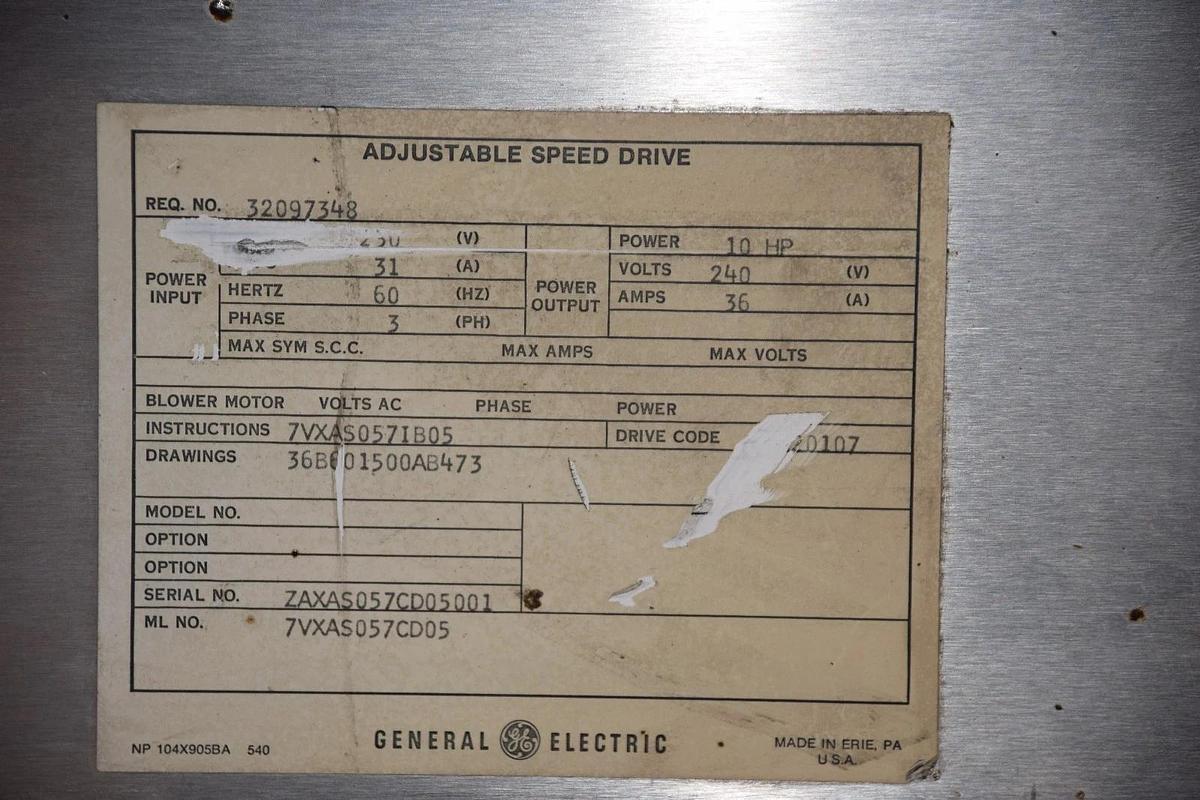 ADJUSTABLE SPEED DRIVE
REQ. NO. 32097348
(V) POWER 10 HP
31 (A) VOLTS 240 (V)
POWER INPUT HERTZ 60 (HZ) POWER OUTPUT AMPS 36 (A)
PHASE 3 (PH)
MAX SYM S.C.C. MAX AMPS MAX VOLTS
BLOWER MOTOR VOLTS AC PHASE POWER
INSTRUCTIONS 7VXAS057IB05 DRIVE CODE
DRAWINGS 36B601500AB473
MODEL NO.
OPTION
OPTION
SERIAL NO. ZAXAS057CD05001
ML NO. 7VXAS057CD05
GENERAL GE ELECTRIC
NP 104X905BA 540
MADE IN ERIE, PA
U.S.A.